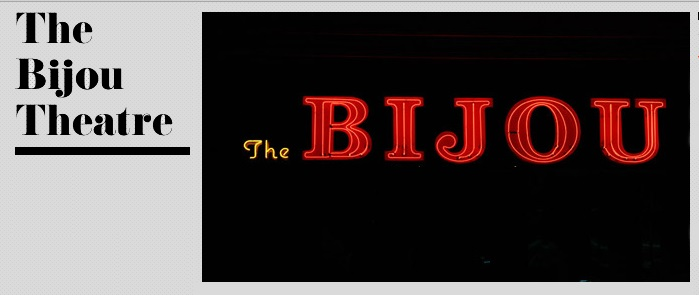 The
Bijou
Theatre
The BIJOU